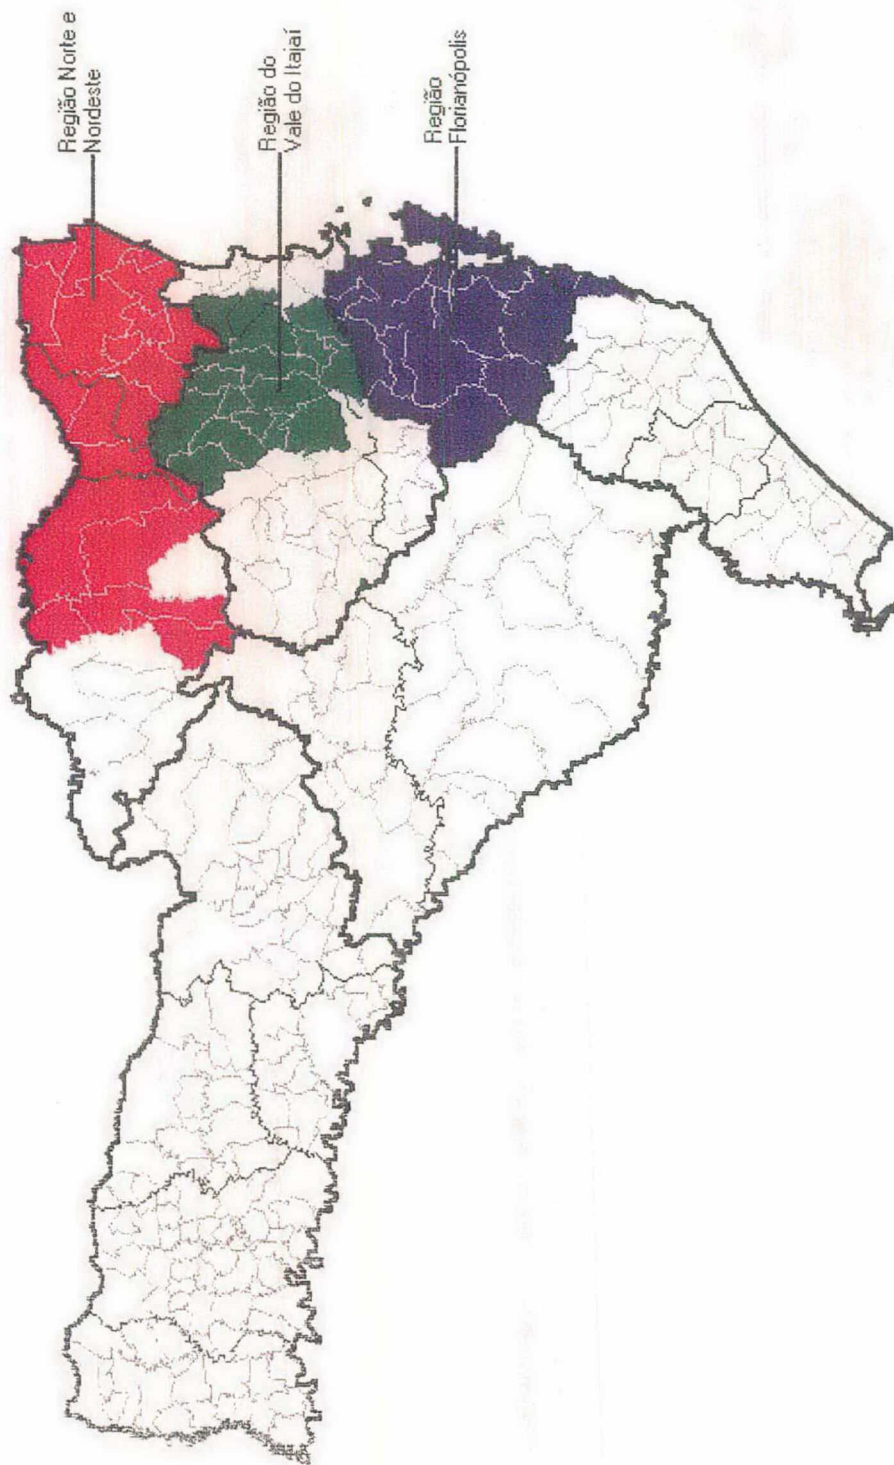 Região Norte e
Nordeste
Região do
Vale do Itajaí
Região
Florianópolis